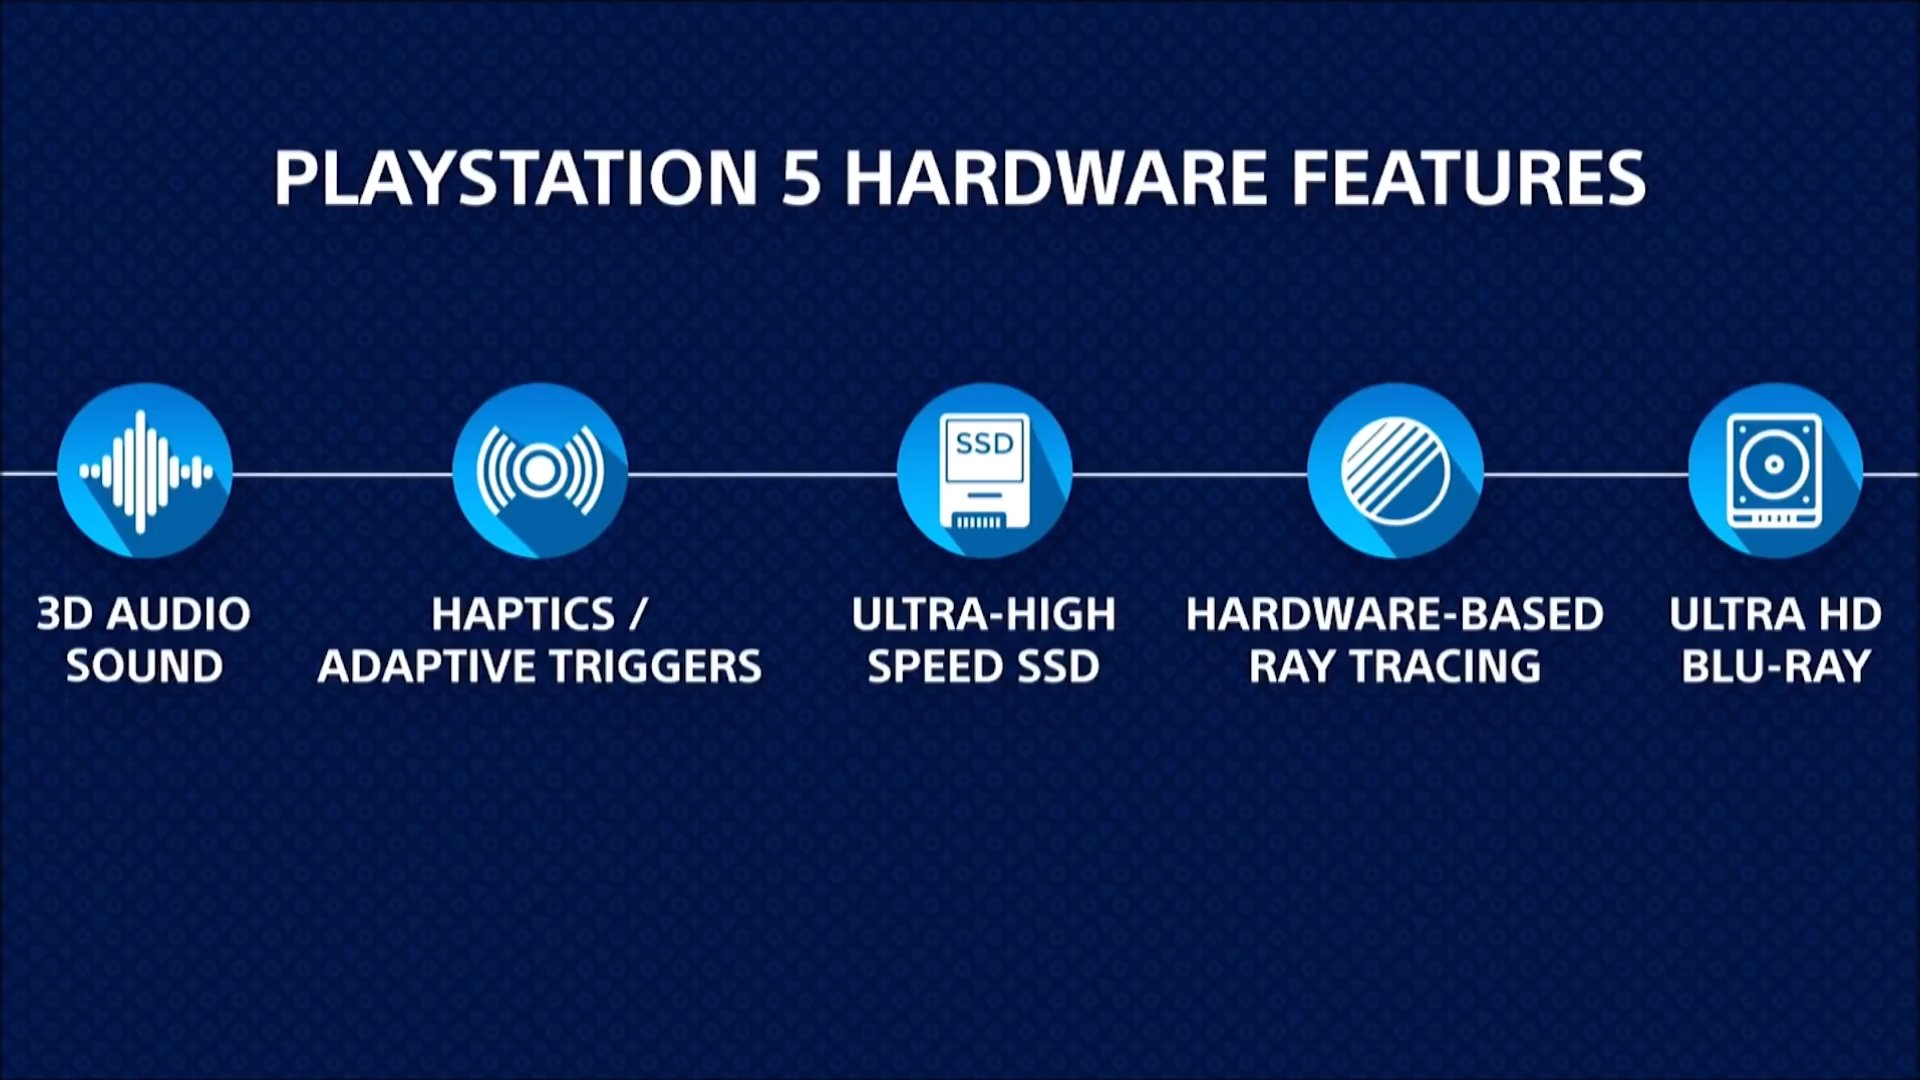 PLAYSTATION 5 HARDWARE FEATURES
3D AUDIO
SOUND
HAPTICS /
ADAPTIVE TRIGGERS
SSD
ULTRA-HIGH
SPEED SSD
HARDWARE-BASED
RAY TRACING
ULTRA HD
BLU-RAY